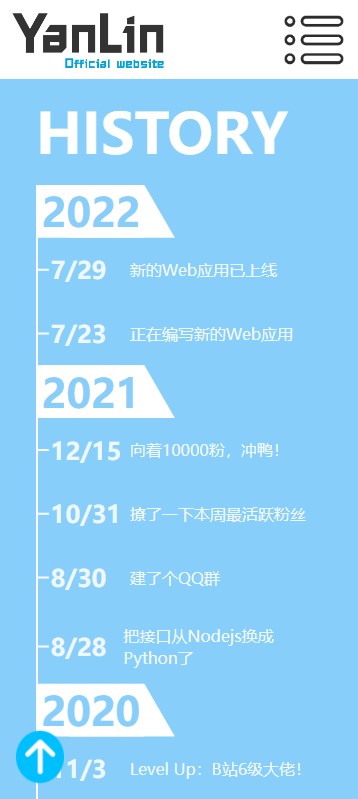 YanLin
Official website
HISTORY
2022
7/29 新的Web应用已上线
7/23 正在编写新的Web应用
2021
12/15 向着10000粉，冲鸭！
10/31 撩了一下本周最活跃粉丝
8/30 建了个QQ群
8/28 把接口从Nodejs换成
Python了
2020
11/3 Level Up：B站6级大佬！